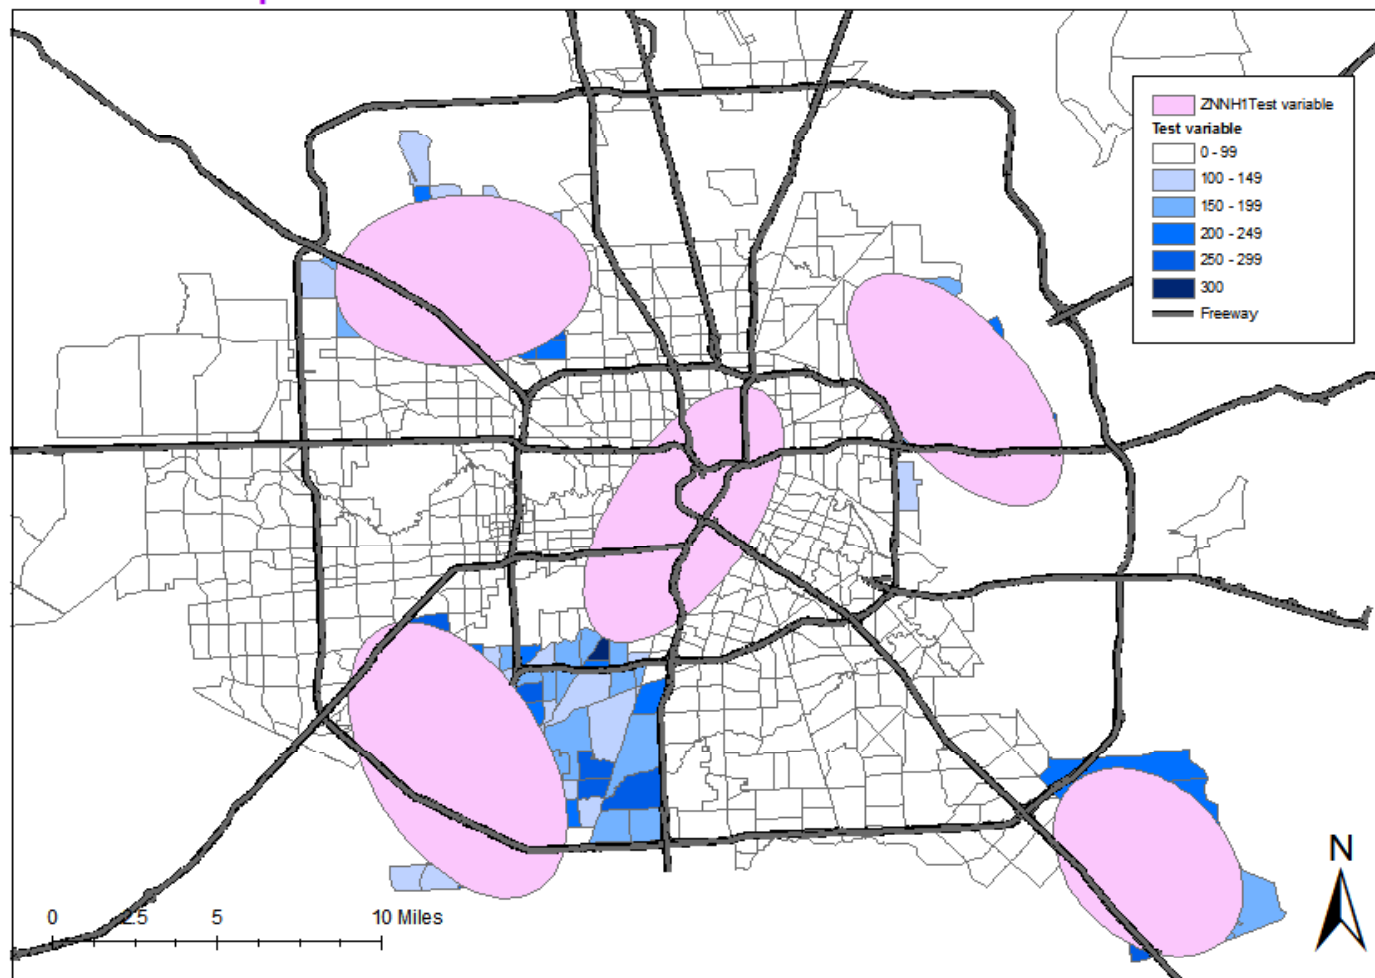 ZNNH1Test variable
Test variable
0 - 99
100 - 149
150 - 199
200 - 249
250 - 299
300
Freeway
N
0 2.5 5 10 Miles